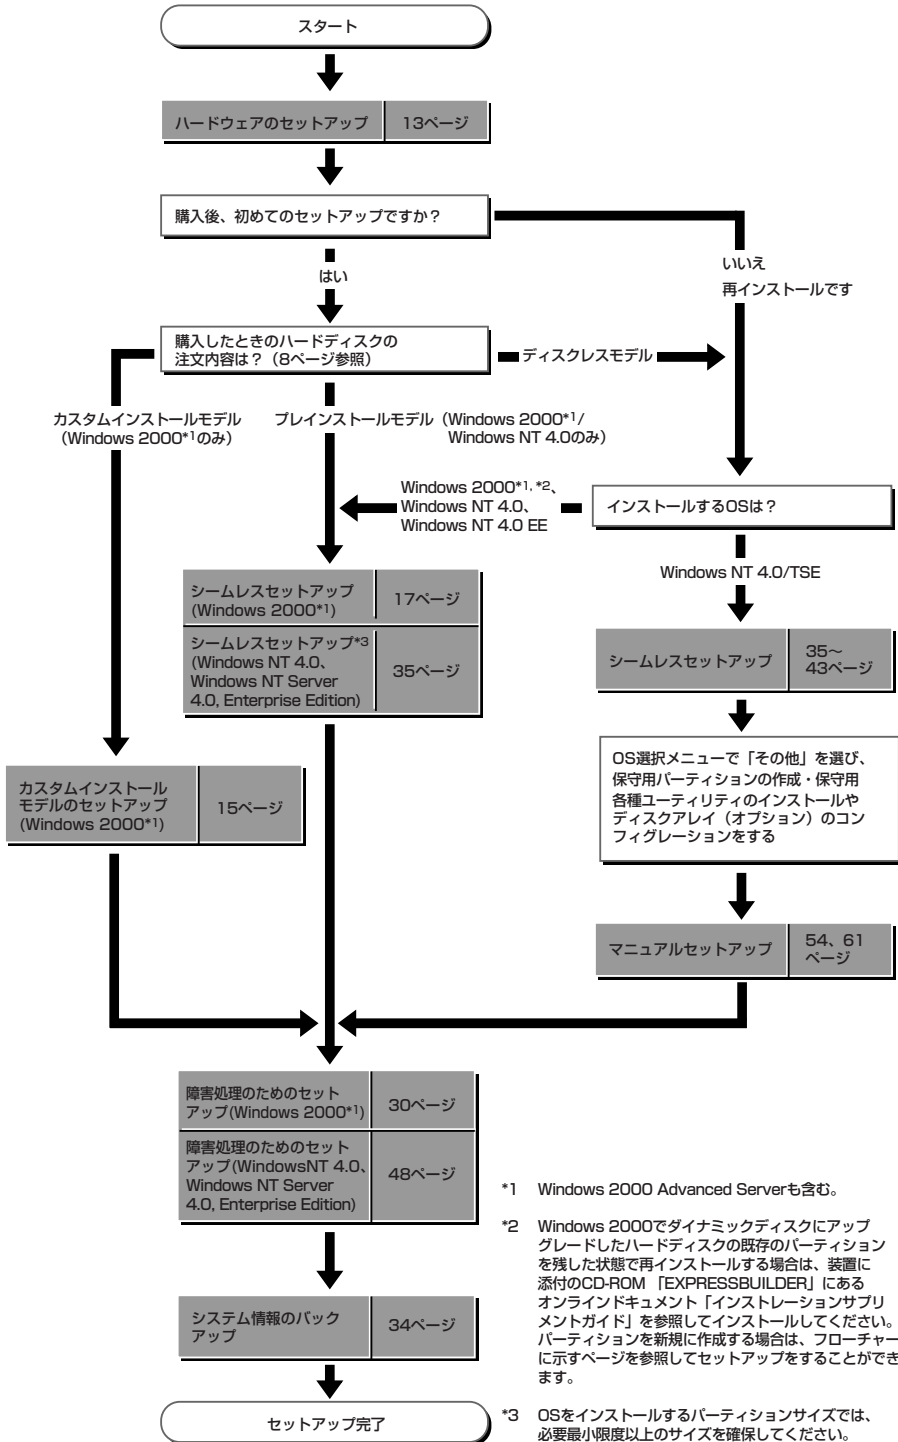 スタート
ハードウェアのセットアップ 13ページ
購入後、初めてのセットアップですか？
はい
いいえ
再インストールです
購入したときのハードディスクの
注文内容は？（8ページ参照）
ディスクレスモデル
カスタムインストールモデル
（Windows 2000*1のみ）
プレインストールモデル（Windows 2000*1/
Windows NT 4.0のみ）
Windows 2000*1, *2、
Windows NT 4.0、
Windows NT 4.0 EE
インストールするOSは？
Windows NT 4.0/TSE
シームレスセットアップ
(Windows 2000*1)
17ページ
シームレスセットアップ*3
(Windows NT 4.0、
Windows NT Server
4.0, Enterprise Edition)
35ページ
シームレスセットアップ
35～
43ページ
OS選択メニューで「その他」を選び、
保守用パーティションの作成・保守用
各種ユーティリティのインストールや
ディスクアレイ（オプション）のコン
フィグレーションをする
カスタムインストール
モデルのセットアップ
(Windows 2000*1)
15ページ
マニュアルセットアップ
54、61
ページ
障害処理のためのセット
アップ(Windows 2000*1)
30ページ
障害処理のためのセット
アップ(WindowsNT 4.0、
Windows NT Server
4.0, Enterprise Edition)
48ページ
システム情報のバック
アップ
34ページ
セットアップ完了
*1 Windows 2000 Advanced Serverも含む。
*2 Windows 2000でダイナミックディスクにアップ
グレードしたハードディスクの既存のパーティション
を残した状態で再インストールする場合は、装置に
添付のCD-ROM 「EXPRESSBUILDER」にある
オンラインドキュメント「インストレーションサプリ
メントガイド」を参照してインストールしてください。
パーティションを新規に作成する場合は、フローチャー
に示すページを参照してセットアップをすることができ
ます。
*3 OSをインストールするパーティションサイズでは、
必要最小限度以上のサイズを確保してください。